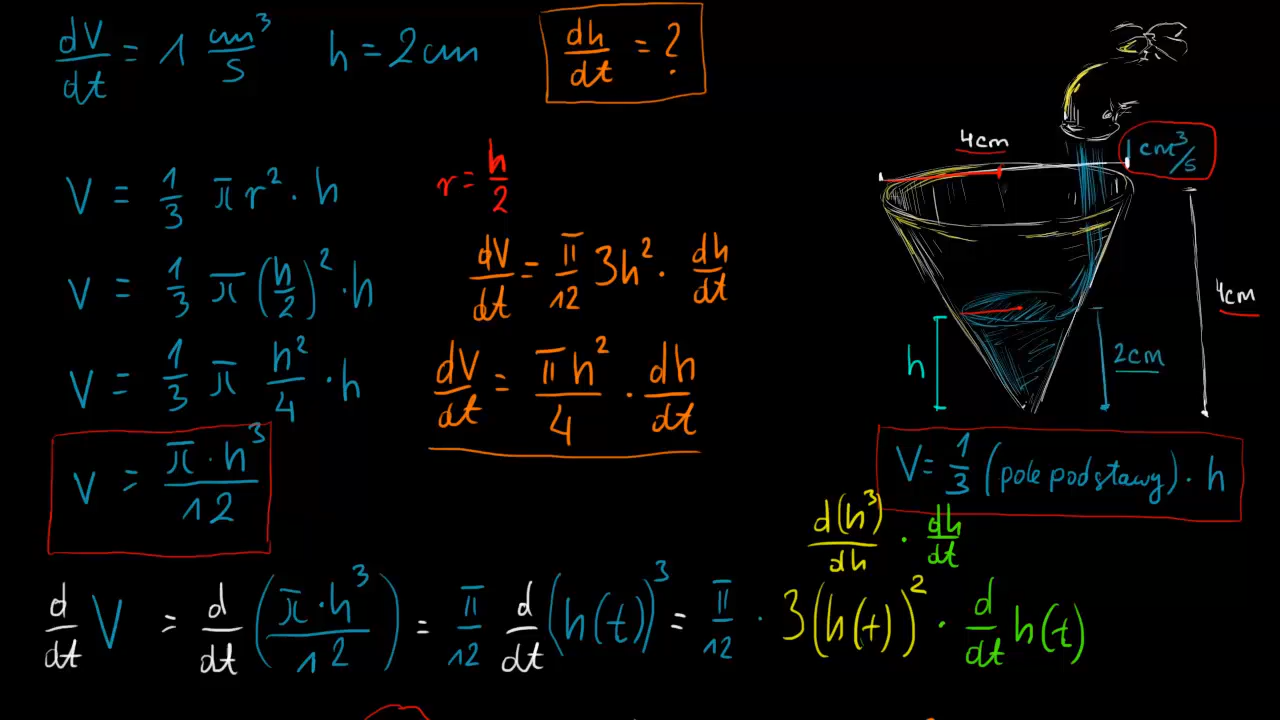 dV/dt = 1 cm³/s   h = 2cm   dh/dt = ?
V = 1/3 π r² · h
r = h/2
V = 1/3 π (h/2)² · h
dV/dt = π/12 3h² · dh/dt
V = 1/3 π h²/4 · h
dV/dt = πh²/4 · dh/dt
V = π · h³/12
4cm
1 cm³/s
4cm
h
2cm
V = 1/3 (pole podstawy) · h
d(h³)/dh · dh/dt
d/dt V = d/dt (π · h³/12) = π/12 d/dt (h(t))³ = π/12 · 3(h(t))² · d/dt h(t)